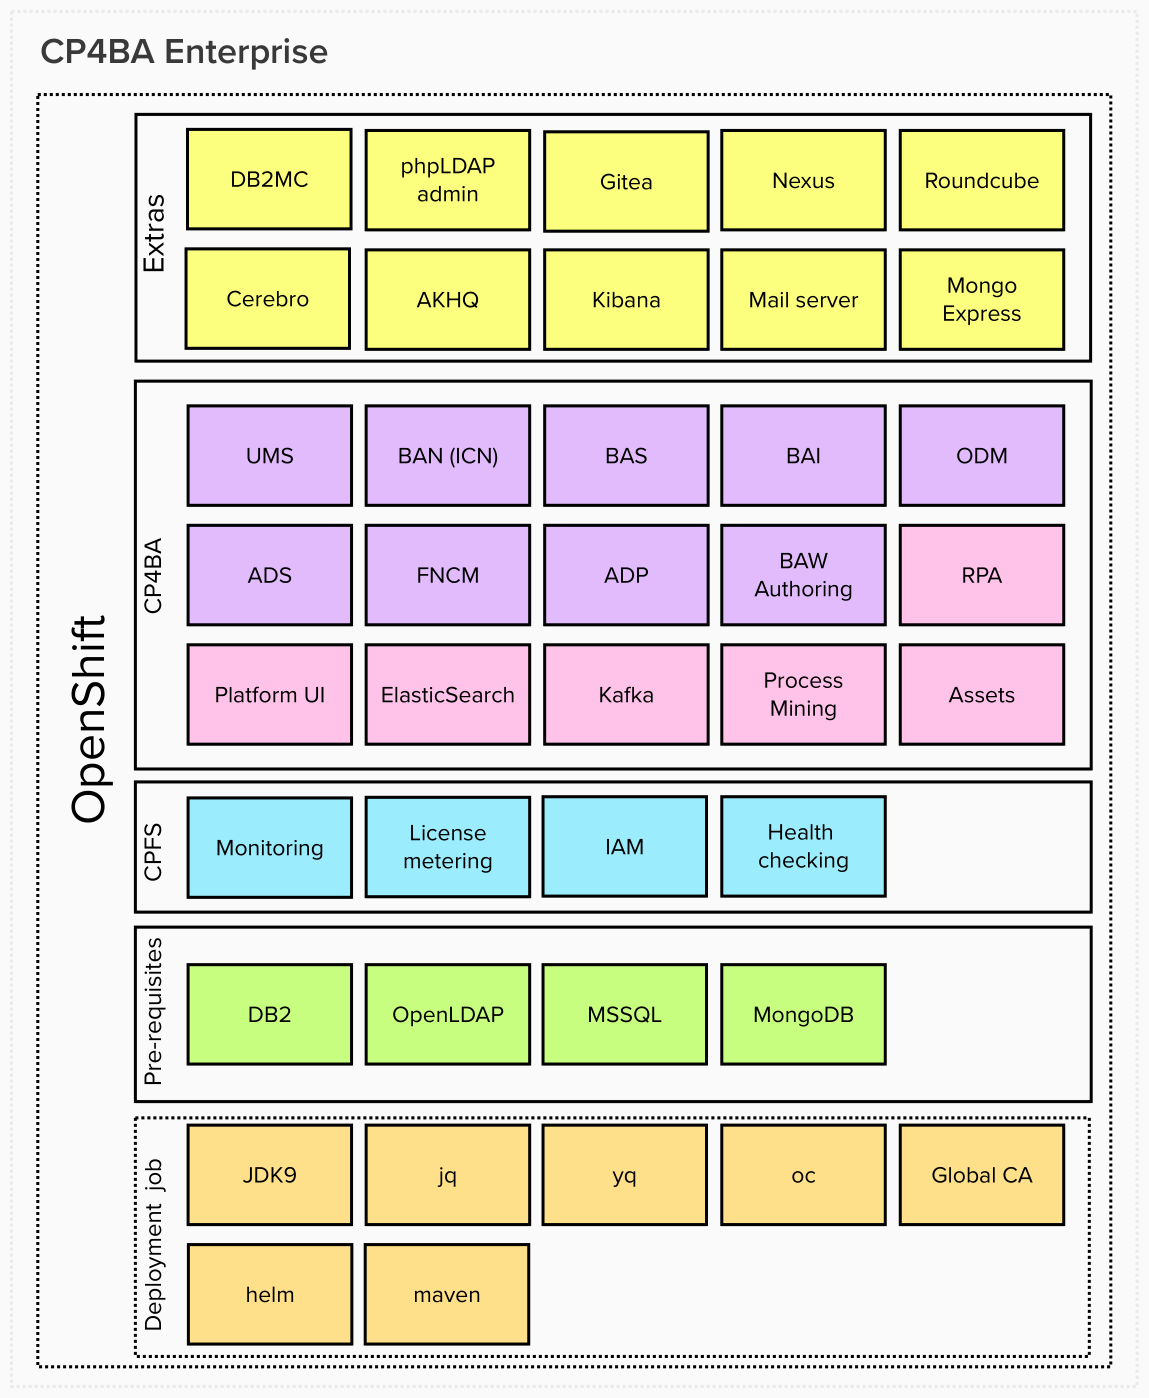 CP4BA Enterprise
OpenShift
Extras
DB2MC
phpLDAP
admin
Gitea
Nexus
Roundcube
Cerebro
AKHQ
Kibana
Mail server
Mongo
Express
CP4BA
UMS
BAN (ICN)
BAS
BAI
ODM
ADS
FNCM
ADP
BAW
Authoring
RPA
Platform UI
ElasticSearch
Kafka
Process
Mining
Assets
CPFS
Monitoring
License
metering
IAM
Health
checking
Pre-requisites
DB2
OpenLDAP
MSSQL
MongoDB
Deployment job
JDK9
jq
yq
oc
Global CA
helm
maven